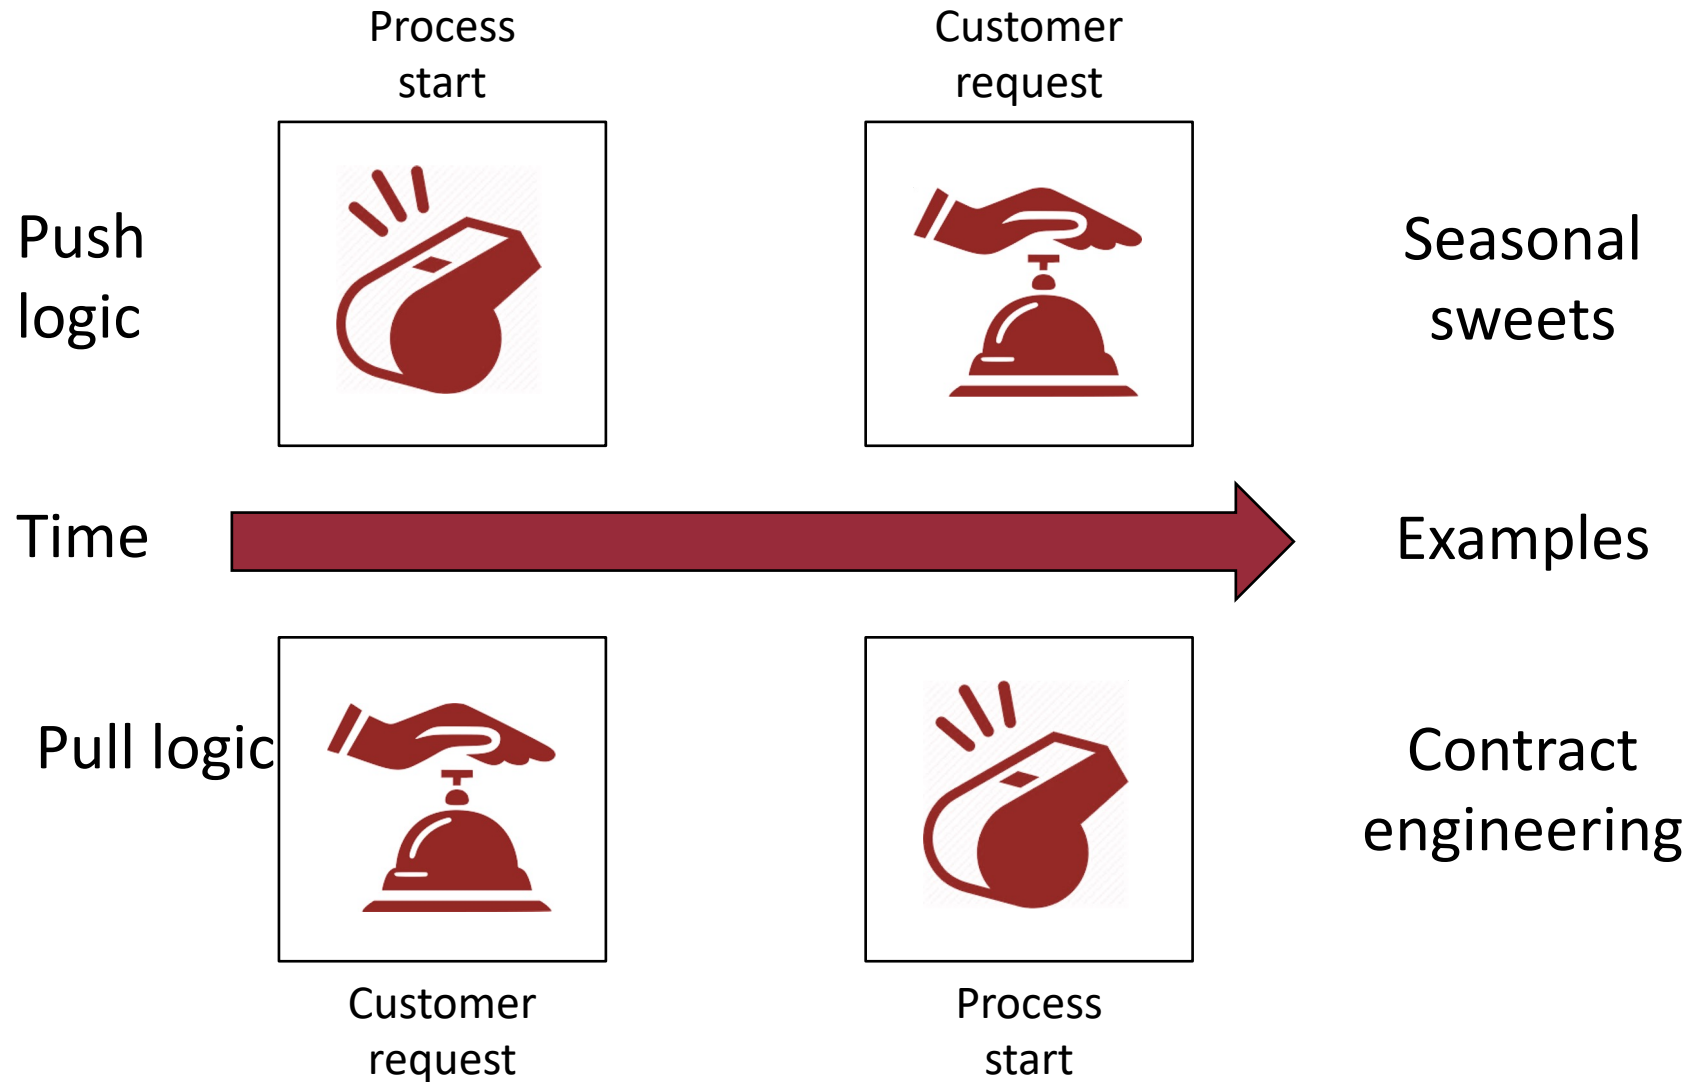 Process
start
Customer
request
Push
logic
Seasonal
sweets
Time
Examples
Pull logic
Contract
engineering
Customer
request
Process
start